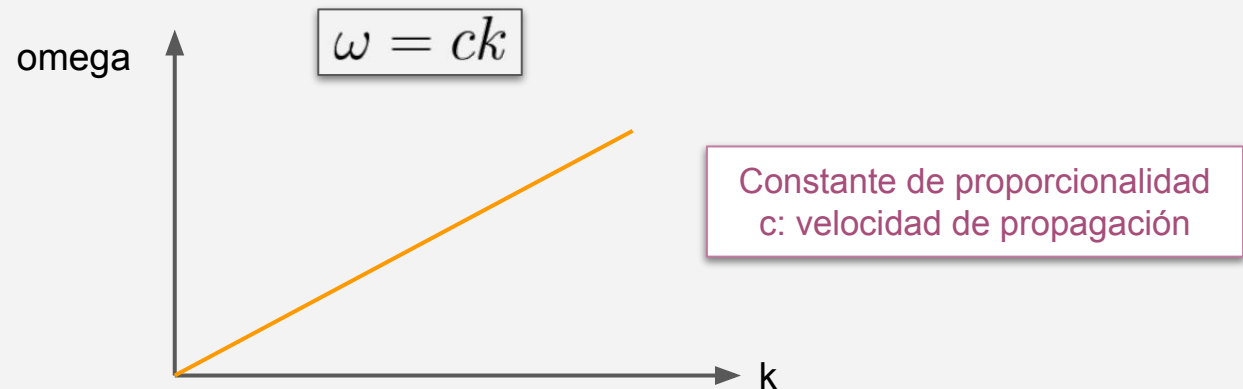 ω = ck
omega
Constante de proporcionalidad
c: velocidad de propagación
k